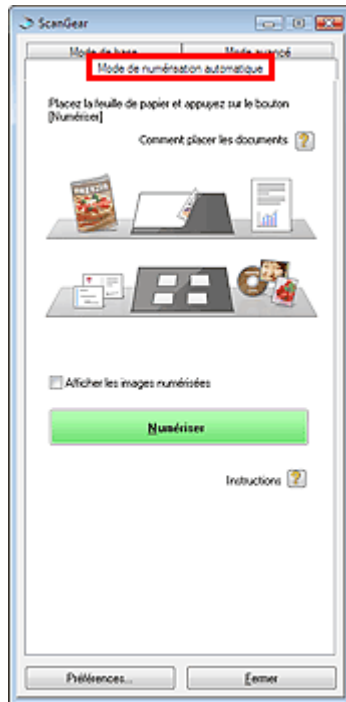 ScanGear
Mode de base Mode avancé
Mode de numérisation automatique
Placez la feuille de papier et appuyez sur le bouton
[Numériser]
Comment placer les documents
Afficher les images numérisées
Numériser
Instructions
Préférences... Fermer